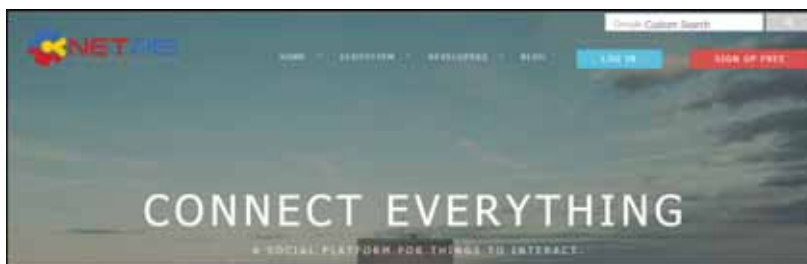 Google Custom Search
NETPIE
HOME ECOSYSTEM DEVELOPERS BLOG LOG IN SIGN UP FREE
CONNECT EVERYTHING
A SOCIAL PLATFORM FOR THINGS TO INTERACT.